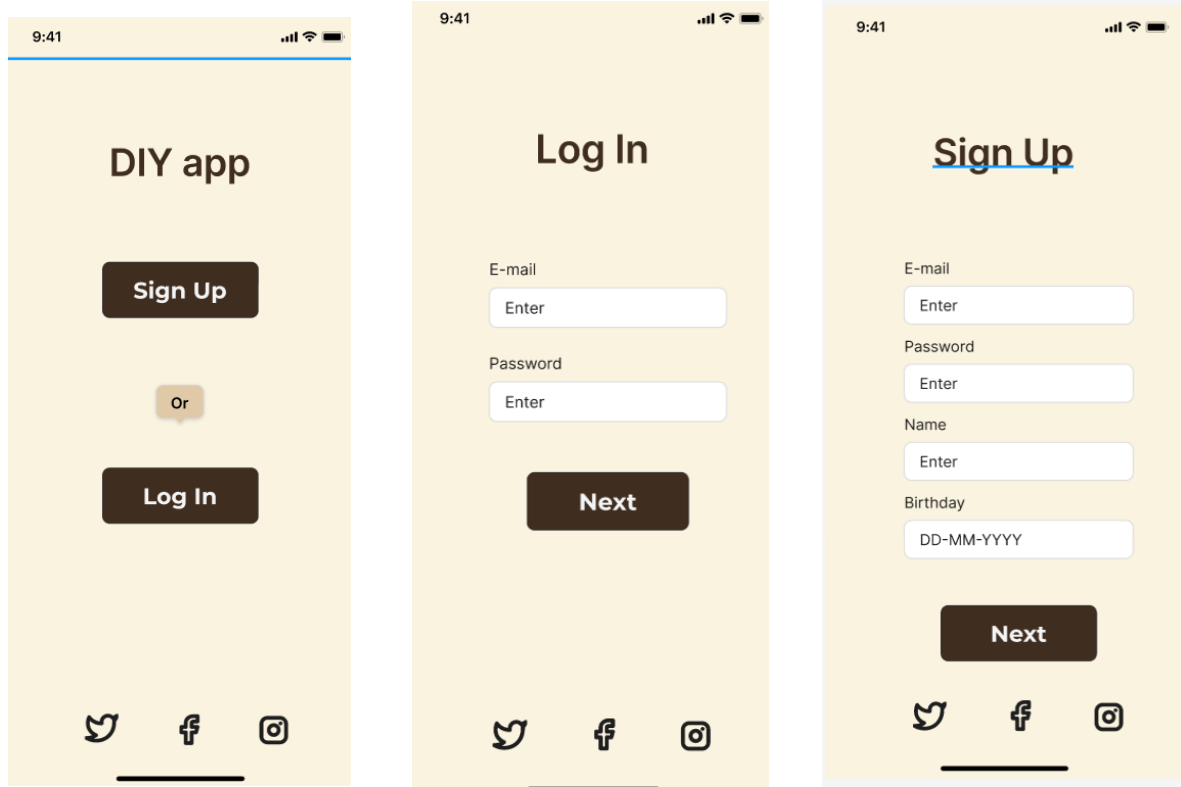 9:41
DIY app
Sign Up
Or
Log In
9:41
Log In
E-mail
Enter
Password
Enter
Next
9:41
Sign Up
E-mail
Enter
Password
Enter
Name
Enter
Birthday
DD-MM-YYYY
Next